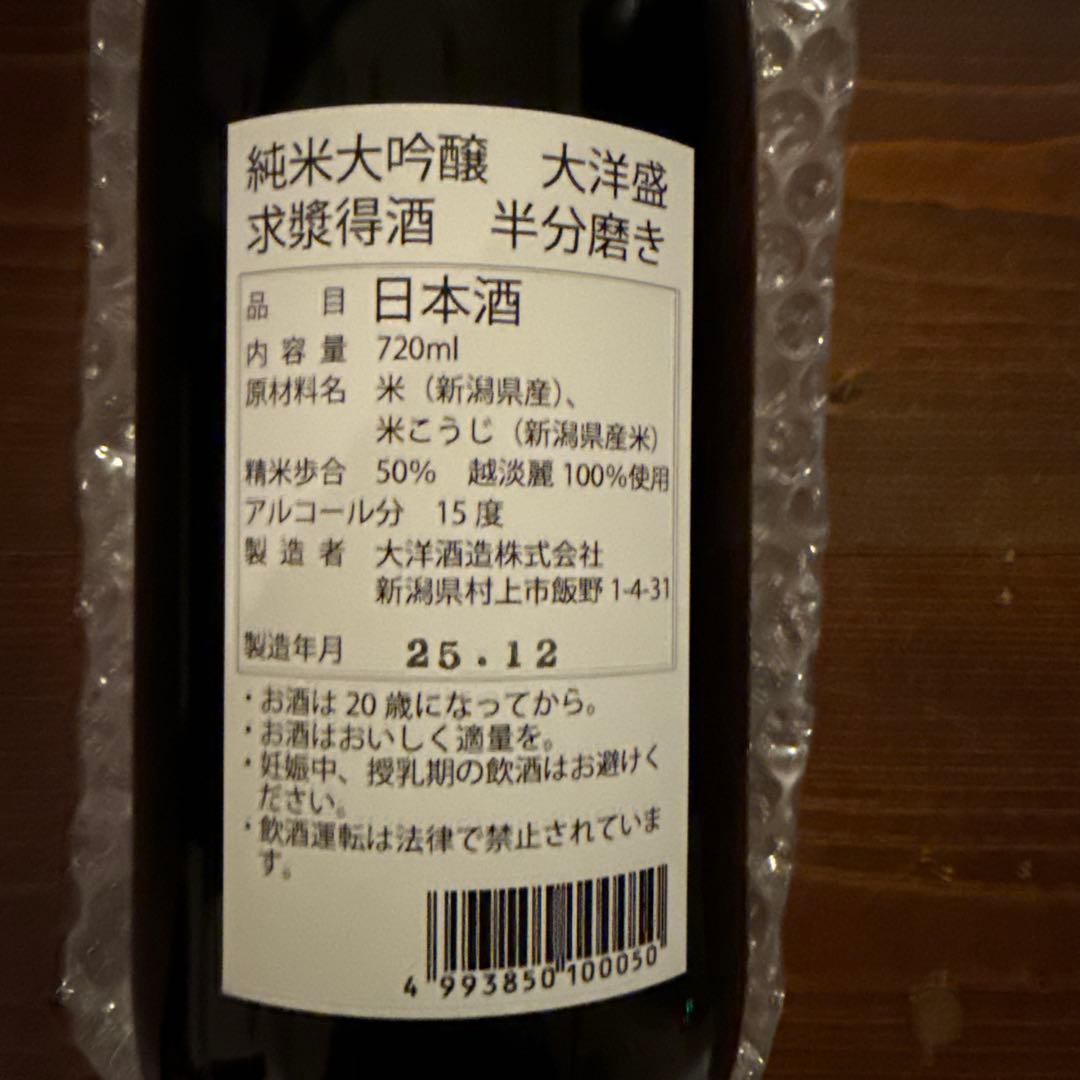 純米大吟醸　大洋盛
求漿得酒　半分磨き
品目　日本酒
内容量　720ml
原材料名　米（新潟県産）、
米こうじ（新潟県産米）
精米歩合　50%　越淡麗100%使用
アルコール分　15度
製造者　大洋酒造株式会社
新潟県村上市飯野1-4-31
製造年月　25.12
・お酒は20歳になってから。
・お酒はおいしく適量を。
・妊娠中、授乳期の飲酒はお避けく
ださい。
・飲酒運転は法律で禁止されていま
す。
4 993850 100050